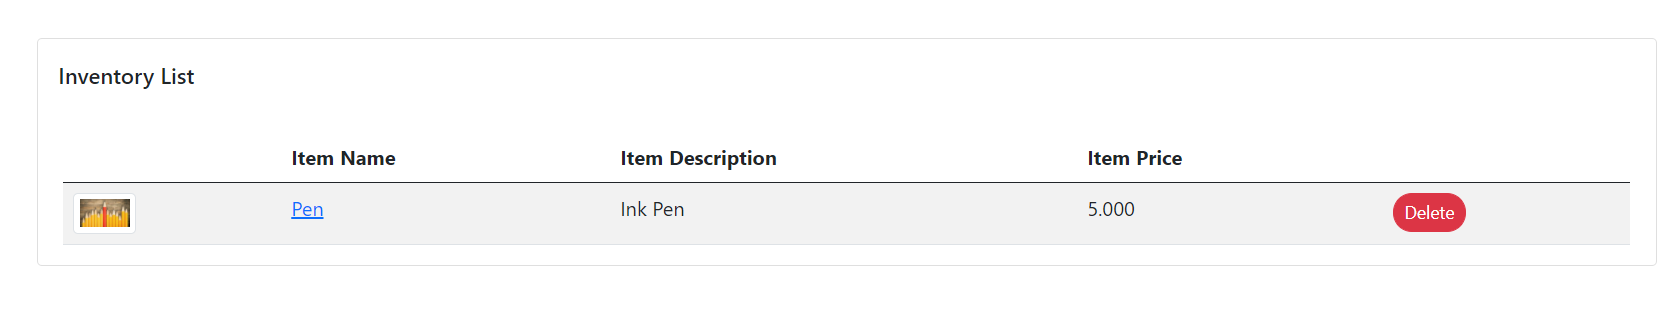 Inventory List
Item Name Item Description Item Price
Pen Ink Pen 5.000 Delete